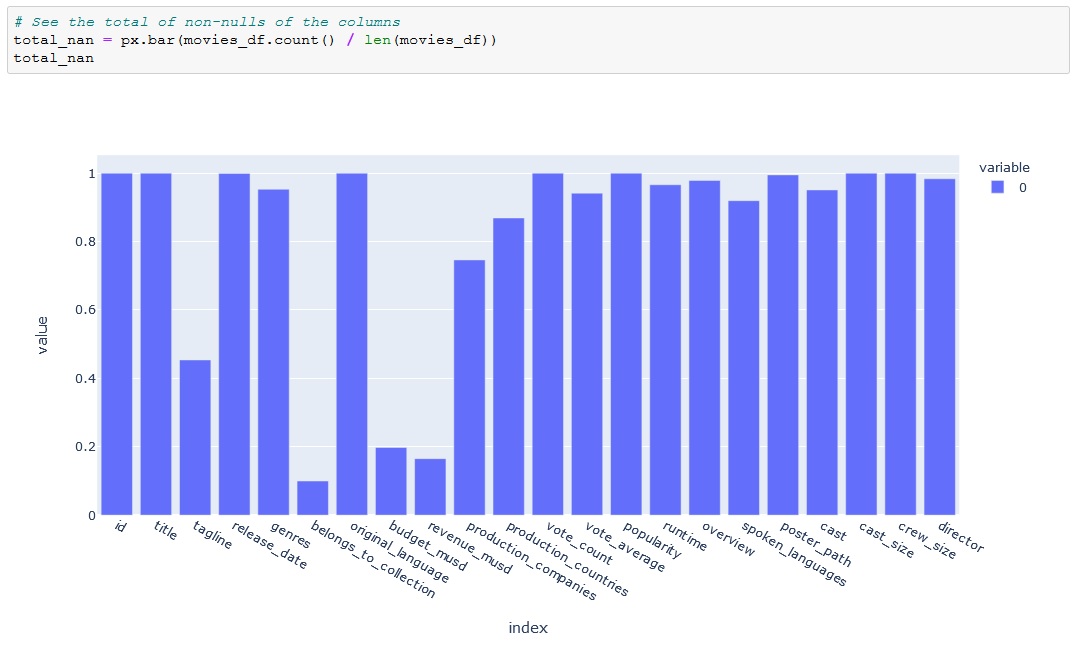 # See the total of non-nulls of the columns
total_nan = px.bar(movies_df.count() / len(movies_df))
total_nan
variable
0
value
1
0.8
0.6
0.4
0.2
0
id
title
tagline
release_date
genres
belongs_to_collection
original_language
budget_musd
revenue_musd
production_companies
production_countries
vote_count
vote_average
popularity
runtime
overview
spoken_languages
poster_path
cast
cast_size
crew_size
director
index